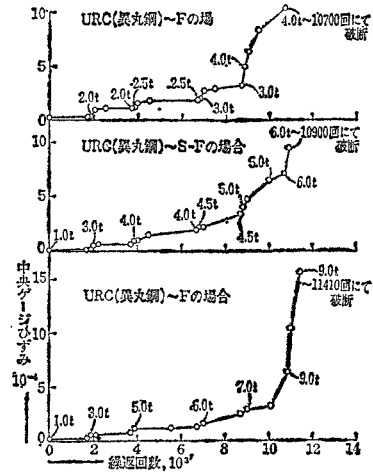 URC(異丸鋼)~Fの場
10
5
0
2.0t
2.0t
2.5t
2.5t
3.0t
3.0t
4.0t
4.0t~10700回にて
破断
URC(異丸鋼)~S-Fの場合
10
5
0
1.0t
3.0t
4.0t
4.0t
4.5t
4.5t
5.0t
5.0t
6.0t
6.0t~10900回にて
破断
URC(異丸鋼)~Fの場合
15
10
5
0
1.0t
3.0t
5.0t
6.0t
7.0t
9.0t
9.0t
~11410回にて
破断
中央ゲージひずみ
10⁻⁴
0 2 4 6 8 10 12 14
繰返回数,